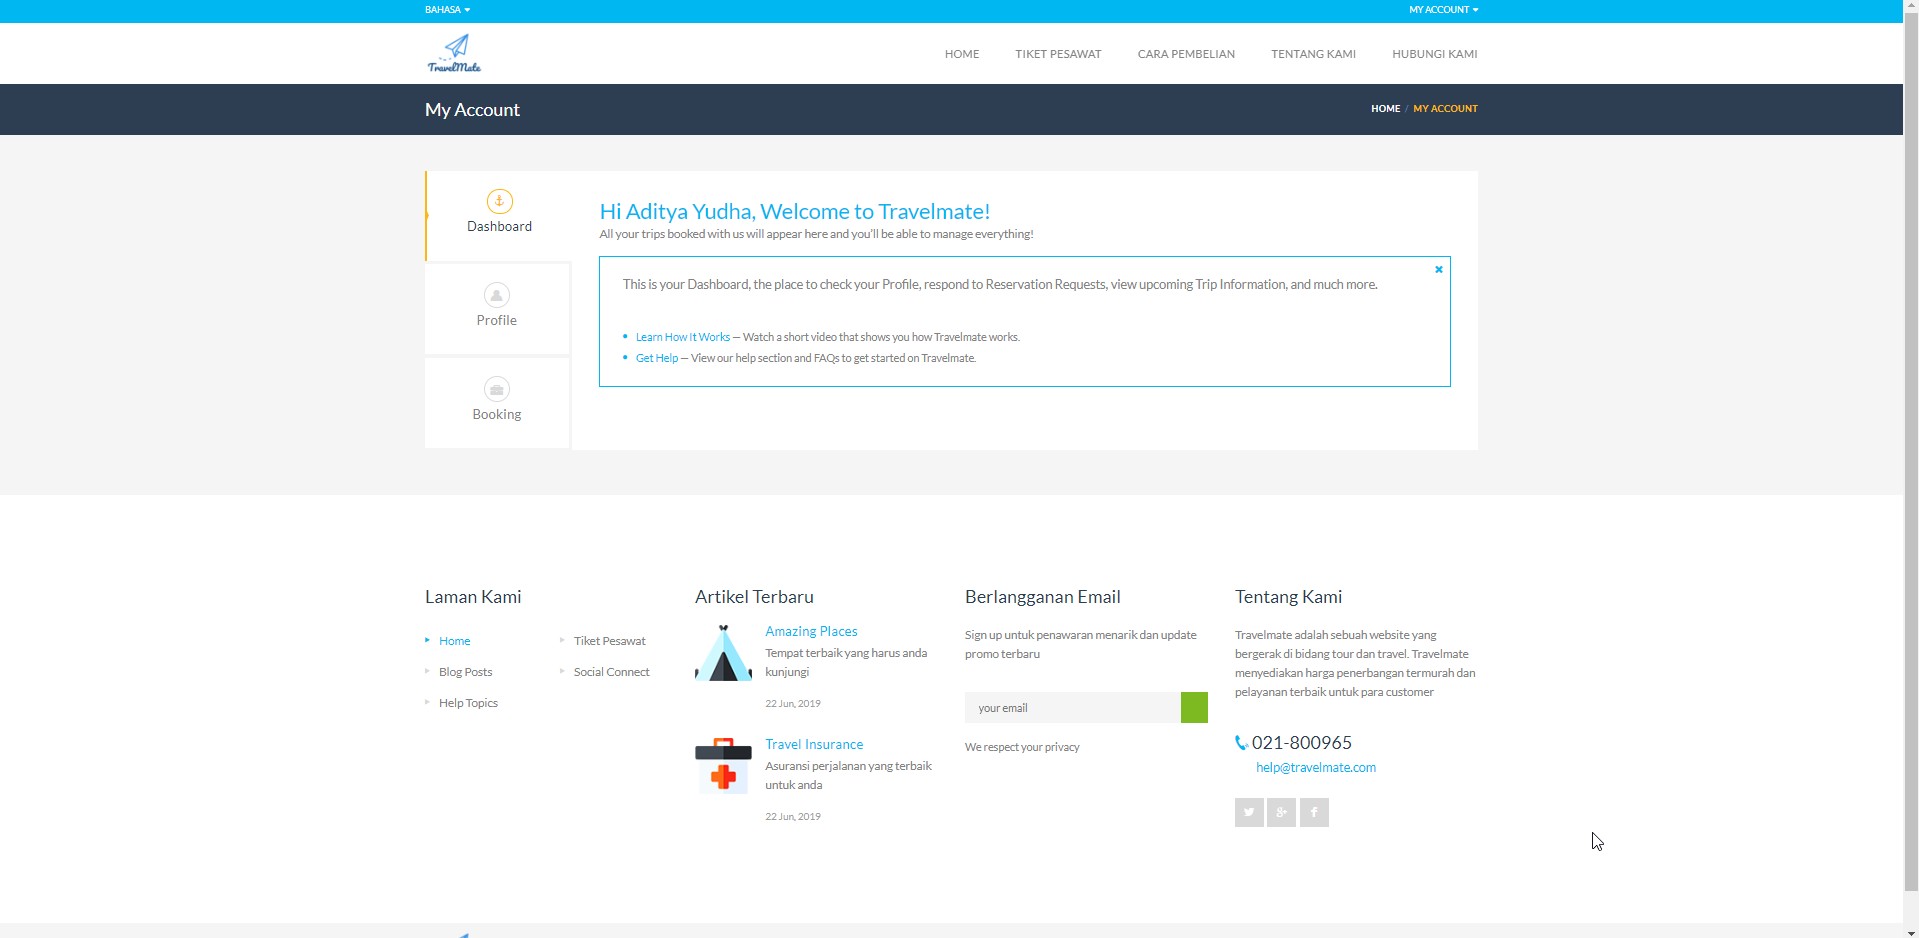 BAHASA
MY ACCOUNT
TravelMate
HOME
TIKET PESAWAT
CARA PEMBELIAN
TENTANG KAMI
HUBUNGI KAMI
My Account
HOME / MY ACCOUNT
Dashboard
Profile
Booking
Hi Aditya Yudha, Welcome to Travelmate!
All your trips booked with us will appear here and you'll be able to manage everything!
This is your Dashboard, the place to check your Profile, respond to Reservation Requests, view upcoming Trip Information, and much more.
Learn How It Works — Watch a short video that shows you how Travelmate works.
Get Help — View our help section and FAQs to get started on Travelmate.
Laman Kami
Home
Tiket Pesawat
Blog Posts
Social Connect
Help Topics
Artikel Terbaru
Amazing Places
Tempat terbaik yang harus anda
kunjungi
22 Jun, 2019
Travel Insurance
Asuransi perjalanan yang terbaik
untuk anda
22 Jun, 2019
Berlangganan Email
Sign up untuk penawaran menarik dan update
promo terbaru
your email
We respect your privacy
Tentang Kami
Travelmate adalah sebuah website yang
bergerak di bidang tour dan travel. Travelmate
menyediakan harga penerbangan termurah dan
pelayanan terbaik untuk para customer
021-800965
help@travelmate.com